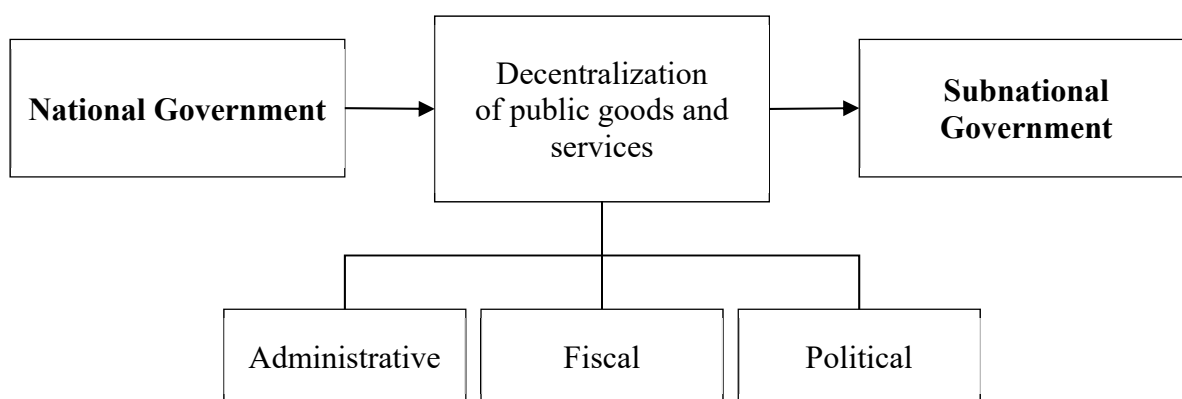 National Government
Decentralization
of public goods and
services
Subnational
Government
Administrative
Fiscal
Political